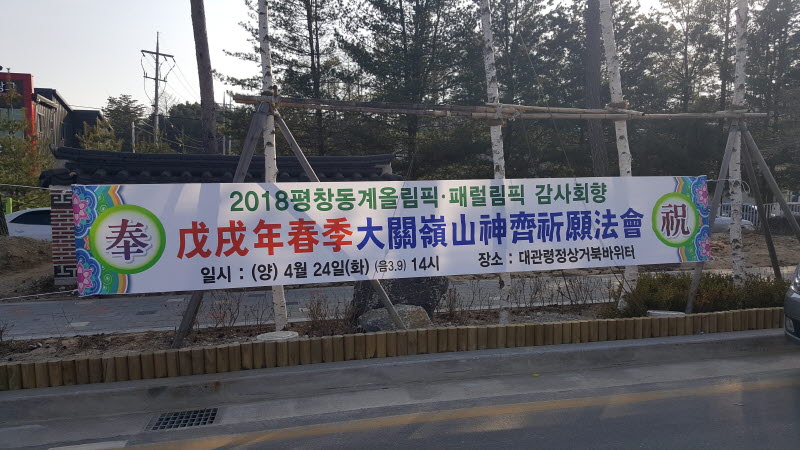 2018평창동계올림픽·패럴림픽 감사회향
奉 戊戌年春季大關嶺山神齊祈願法會 祝
일시 : (양) 4월 24일(화) (음3.9) 14시 장소 : 대관령정상거북바위터